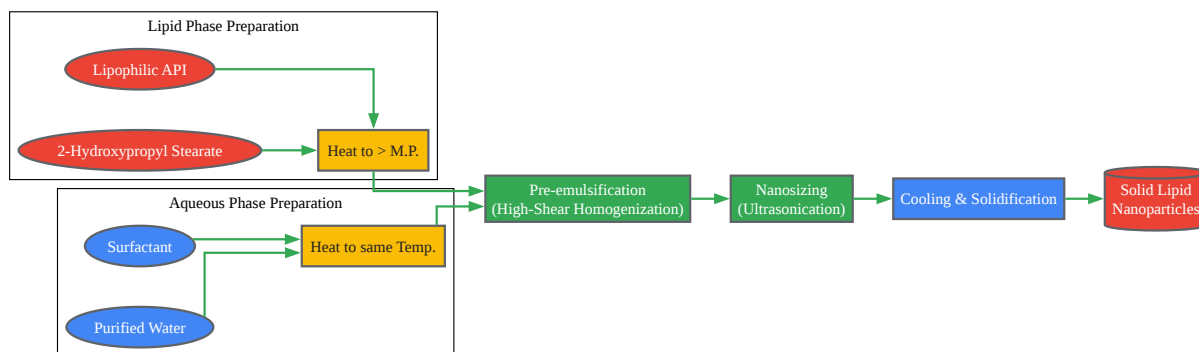 Lipid Phase Preparation
Lipophilic API
2-Hydroxypropyl Stearate
Heat to > M.P.
Aqueous Phase Preparation
Surfactant
Heat to same Temp.
Purified Water
Pre-emulsification
(High-Shear Homogenization)
Nanosizing
(Ultrasonication)
Cooling & Solidification
Solid Lipid
Nanoparticles